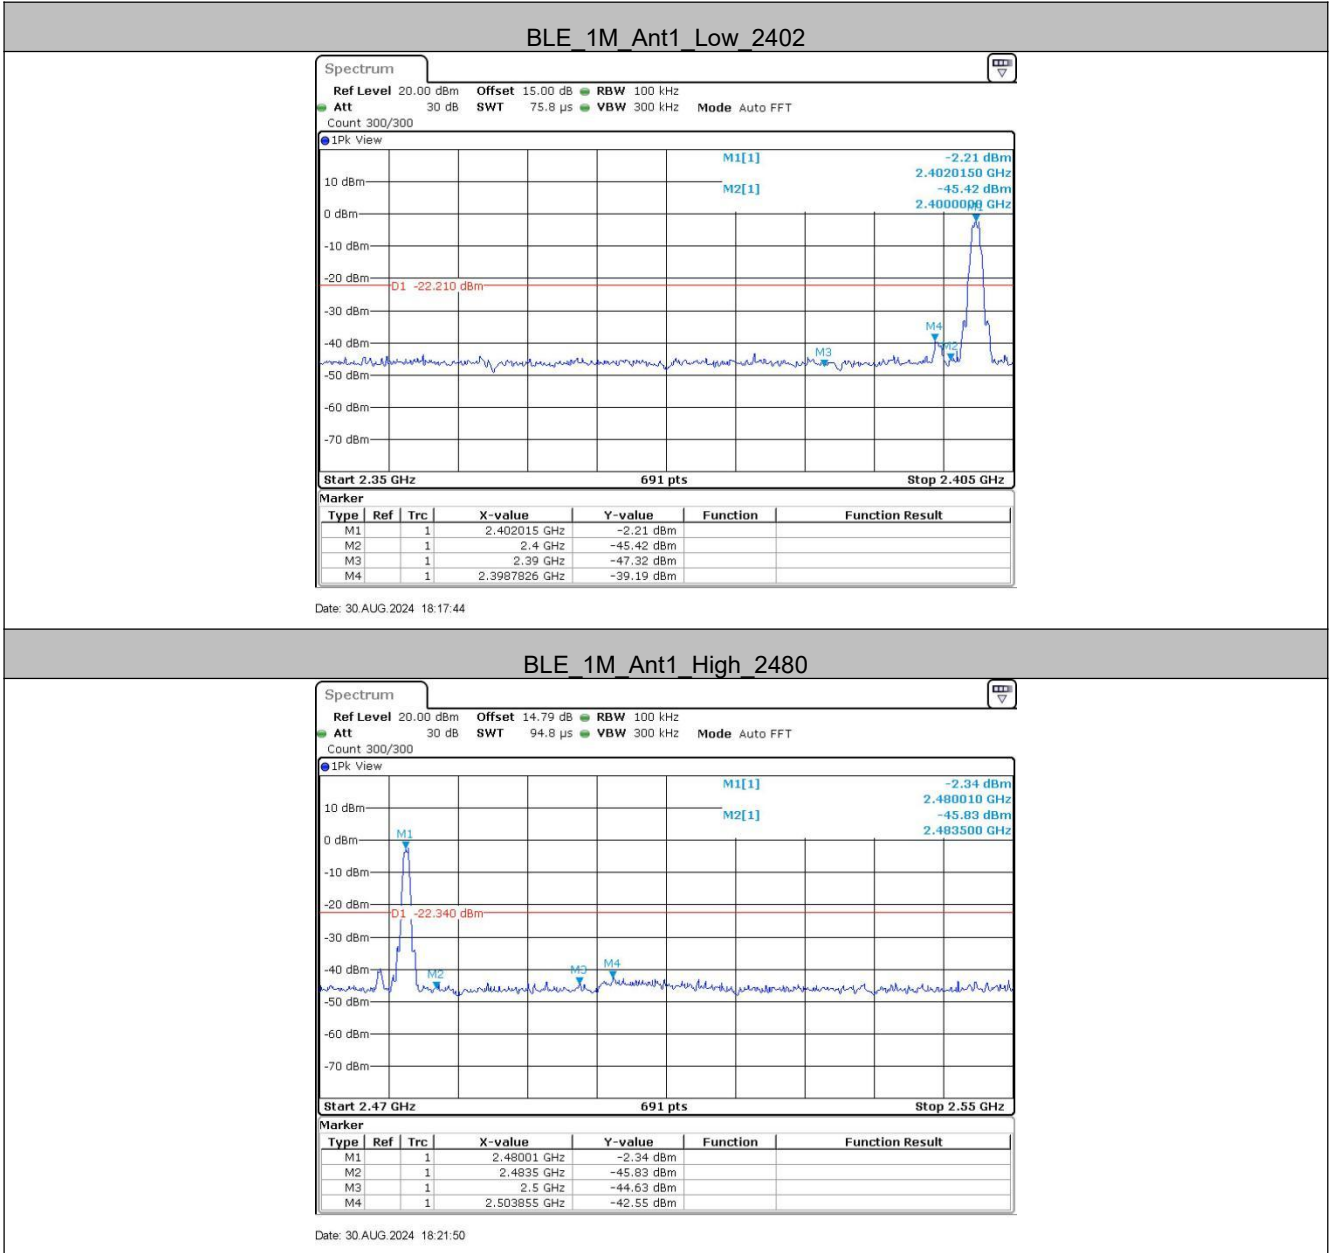 BLE_1M_Ant1_Low_2402
Spectrum
Ref Level 20.00 dBm Offset 15.00 dB RBW 100 kHz
Att 30 dB SWT 75.8 µs VBW 300 kHz Mode Auto FFT
Count 300/300
1Pk View
M1[1] -2.21 dBm
2.4020150 GHz
10 dBm
M2[1] -45.42 dBm
2.4000000 GHz
M1
0 dBm
-10 dBm
-20 dBm
D1 -22.210 dBm
-30 dBm
M4
-40 dBm
M3 M2
-50 dBm
-60 dBm
-70 dBm
Start 2.35 GHz 691 pts Stop 2.405 GHz
Marker
Type Ref Trc X-value Y-value Function Function Result
M1 1 2.402015 GHz -2.21 dBm
M2 1 2.4 GHz -45.42 dBm
M3 1 2.39 GHz -47.32 dBm
M4 1 2.3987826 GHz -39.19 dBm
Date: 30.AUG.2024 18:17:44
BLE_1M_Ant1_High_2480
Spectrum
Ref Level 20.00 dBm Offset 14.79 dB RBW 100 kHz
Att 30 dB SWT 94.8 µs VBW 300 kHz Mode Auto FFT
Count 300/300
1Pk View
M1[1] -2.34 dBm
2.480010 GHz
10 dBm
M2[1] -45.83 dBm
2.483500 GHz
M1
0 dBm
-10 dBm
-20 dBm
D1 -22.340 dBm
-30 dBm
-40 dBm
M2 M3 M4
-50 dBm
-60 dBm
-70 dBm
Start 2.47 GHz 691 pts Stop 2.55 GHz
Marker
Type Ref Trc X-value Y-value Function Function Result
M1 1 2.48001 GHz -2.34 dBm
M2 1 2.4835 GHz -45.83 dBm
M3 1 2.5 GHz -44.63 dBm
M4 1 2.503855 GHz -42.55 dBm
Date: 30.AUG.2024 18:21:50